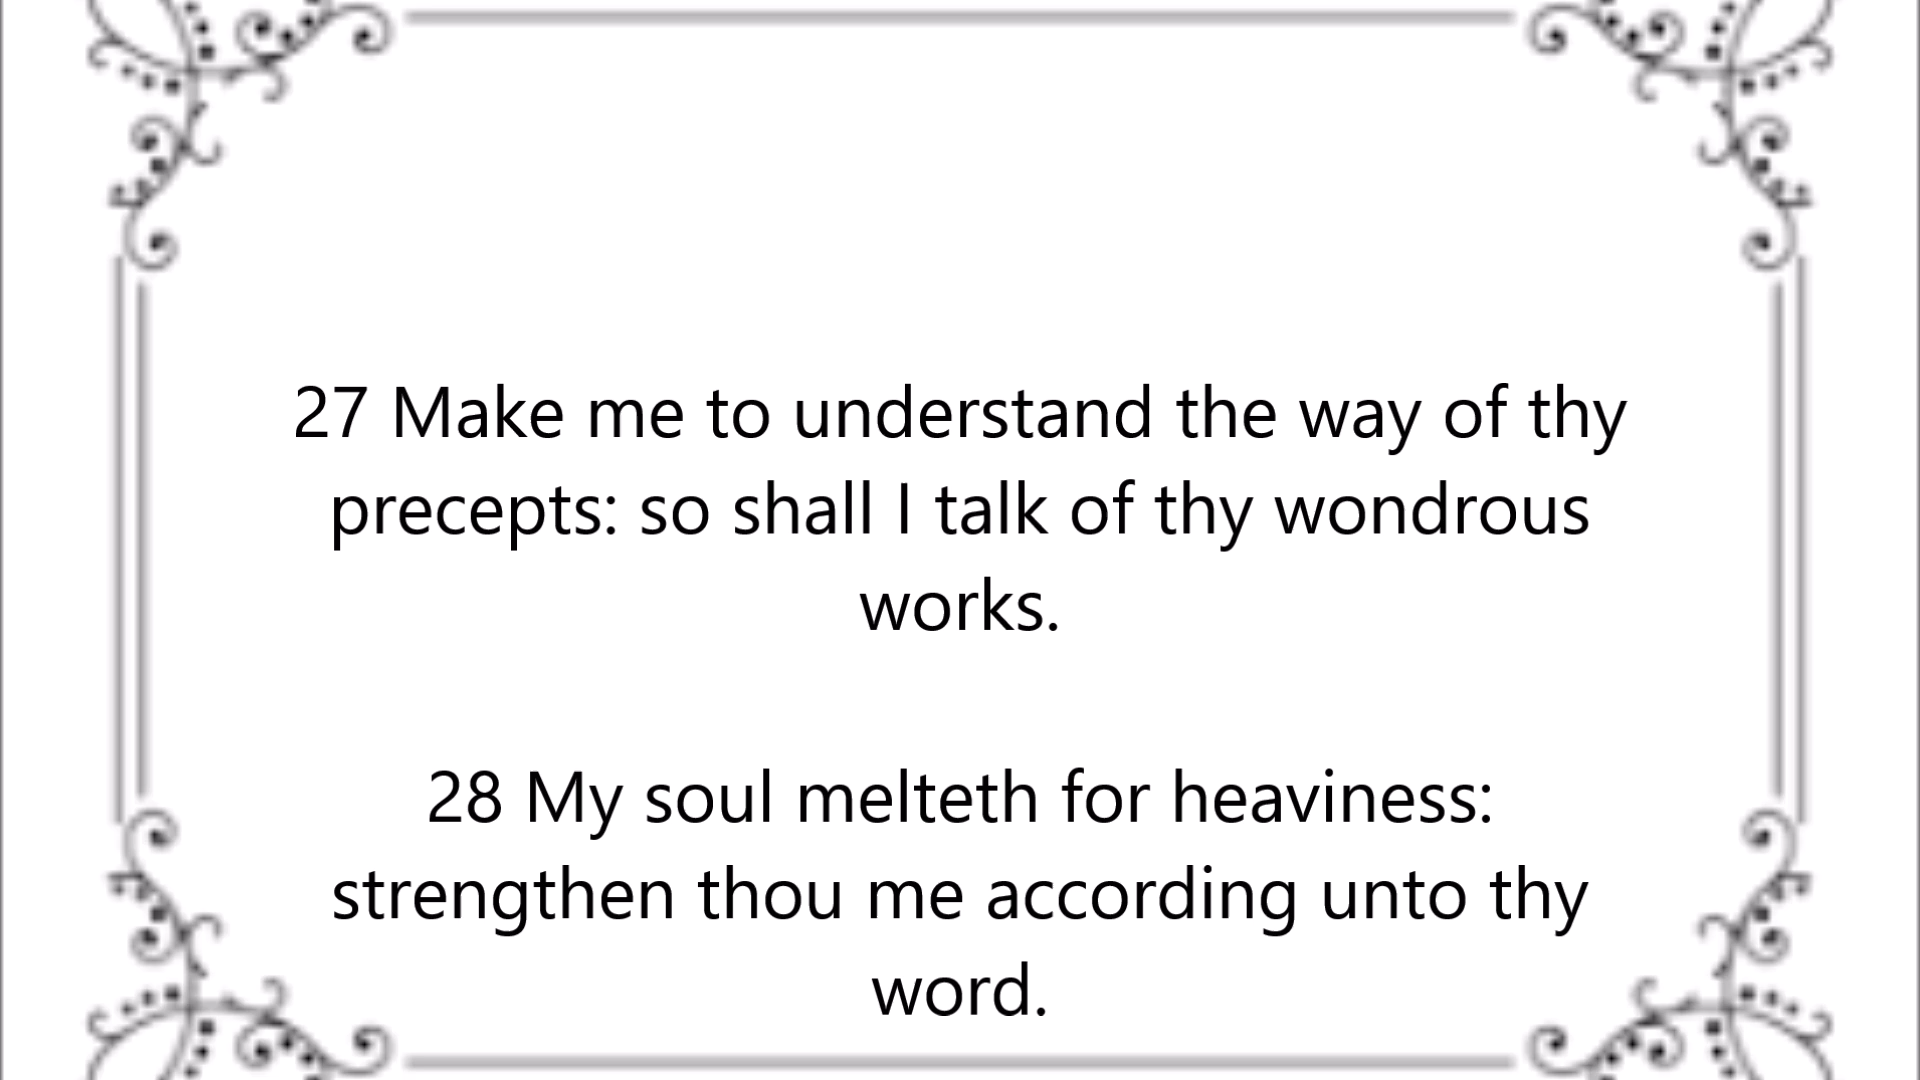 27 Make me to understand the way of thy
precepts: so shall I talk of thy wondrous
works.
28 My soul melteth for heaviness:
strengthen thou me according unto thy
word.